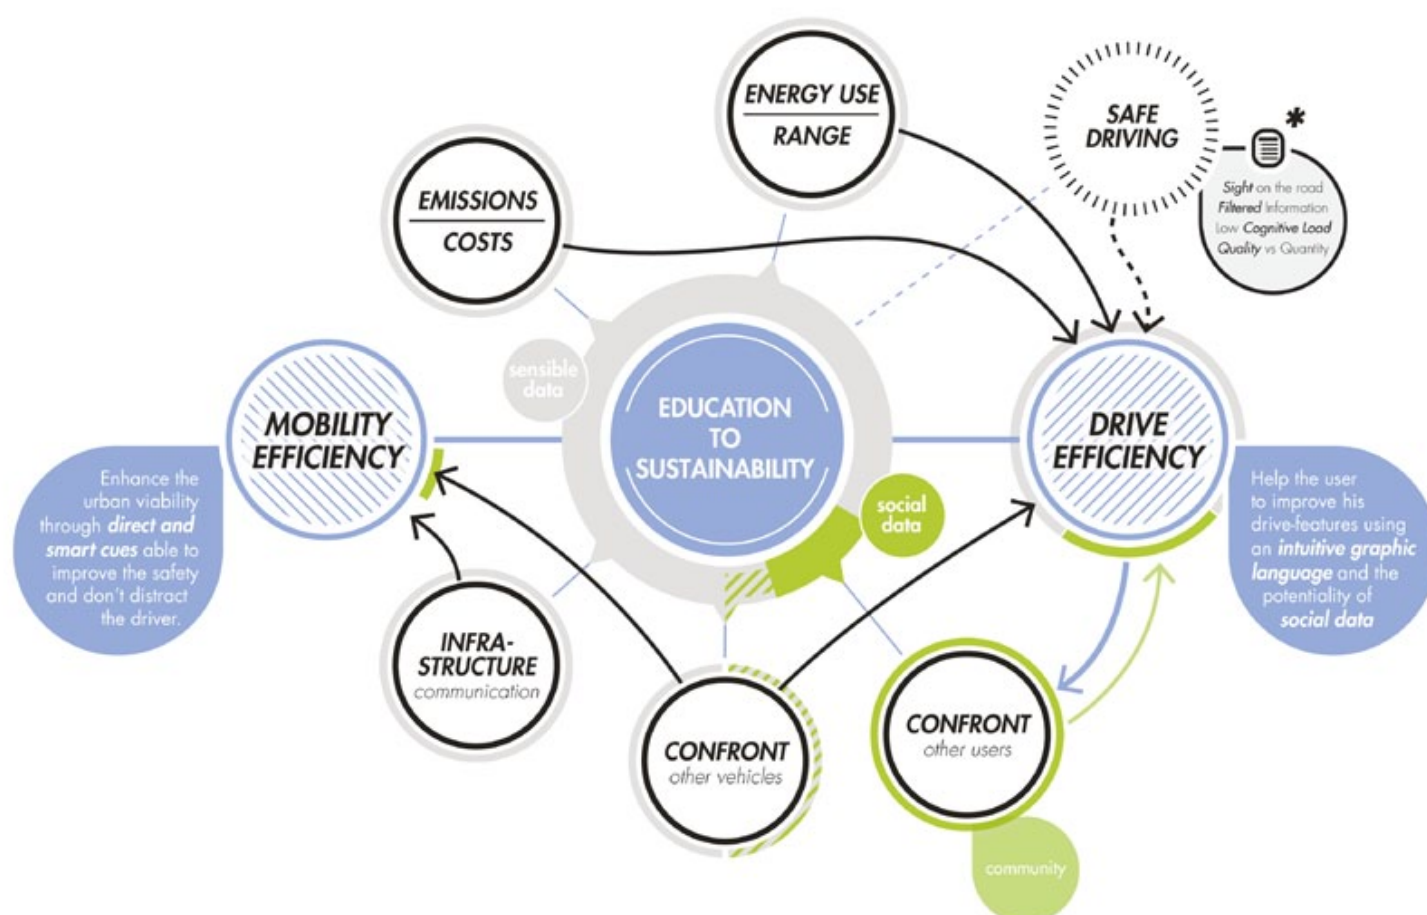 ENERGY USE
RANGE
SAFE
DRIVING
*
Sight on the road
Filtered Information
Low Cognitive Load
Quality vs Quantity
EMISSIONS
COSTS
sensible
data
MOBILITY
EFFICIENCY
EDUCATION
TO
SUSTAINABILITY
DRIVE
EFFICIENCY
social
data
Enhance the
urban viability
through direct and
smart cues able to
improve the safety
and don't distract
the driver.
Help the user
to improve his
drive-features using
an intuitive graphic
language and the
potentiality of
social data
INFRA-
STRUCTURE
communication
CONFRONT
other vehicles
CONFRONT
other users
community